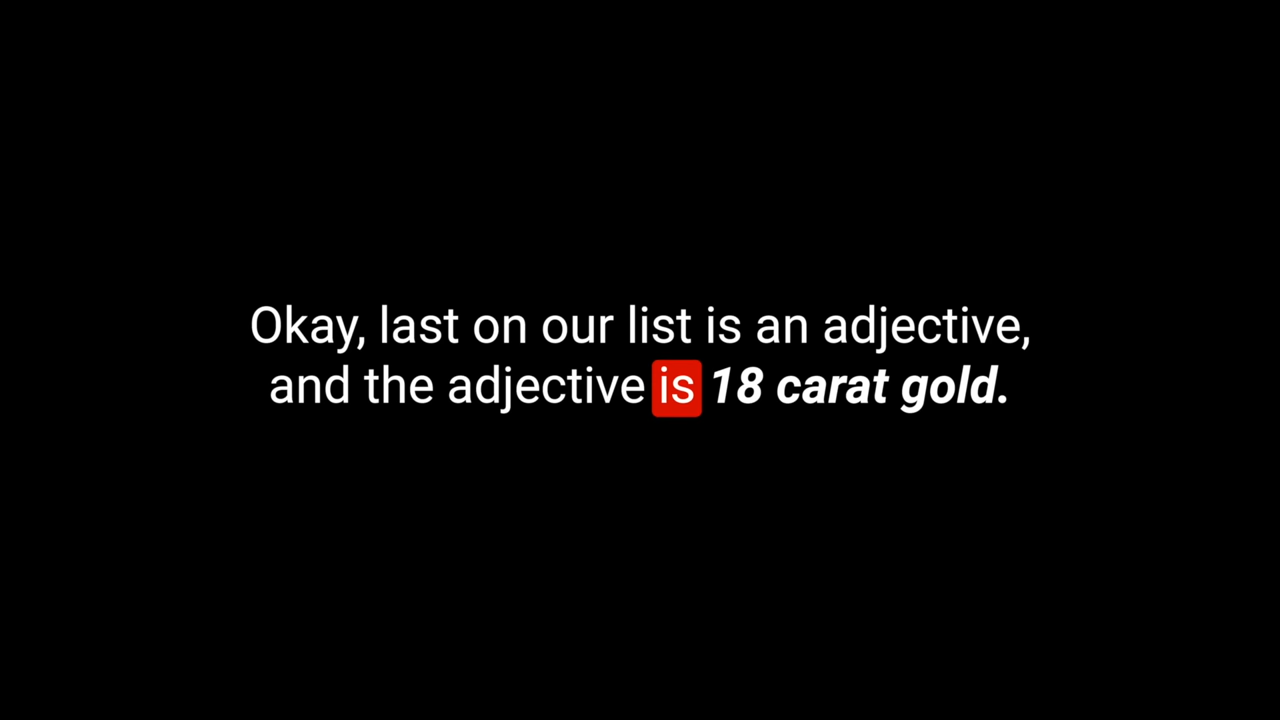 Okay, last on our list is an adjective,
and the adjective is 18 carat gold.